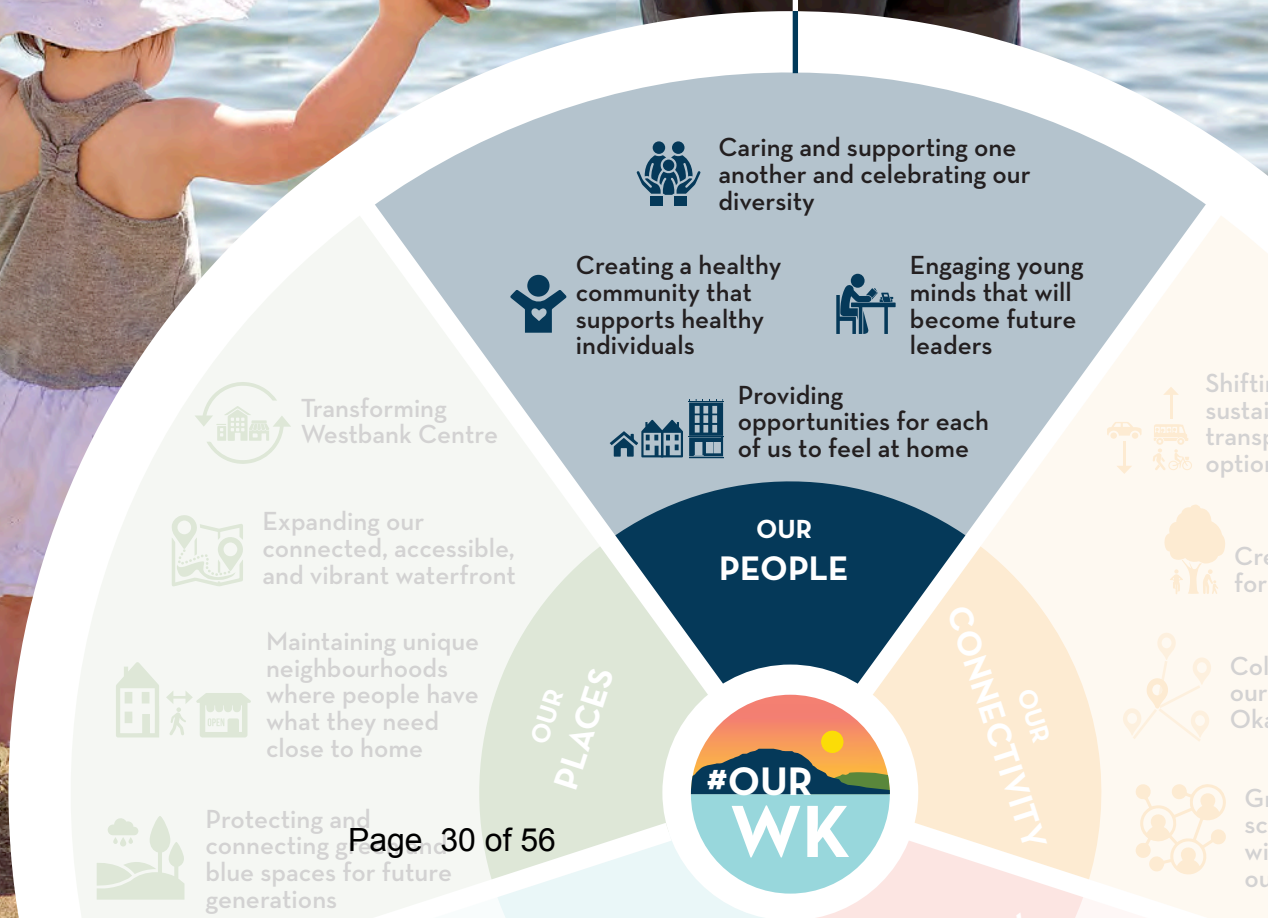 Caring and supporting one
another and celebrating our
diversity
Creating a healthy
community that
supports healthy
individuals
Engaging young
minds that will
become future
leaders
Providing
opportunities for each
of us to feel at home
OUR
PEOPLE
Transforming
Westbank Centre
Expanding our
connected, accessible,
and vibrant waterfront
Maintaining unique
neighbourhoods
where people have
what they need
close to home
OPEN
Protecting and
connecting green and
blue spaces for future
generations
OUR
PLACES
OUR
CONNECTIVITY
for
our
#OUR
WK
Page 30 of 56